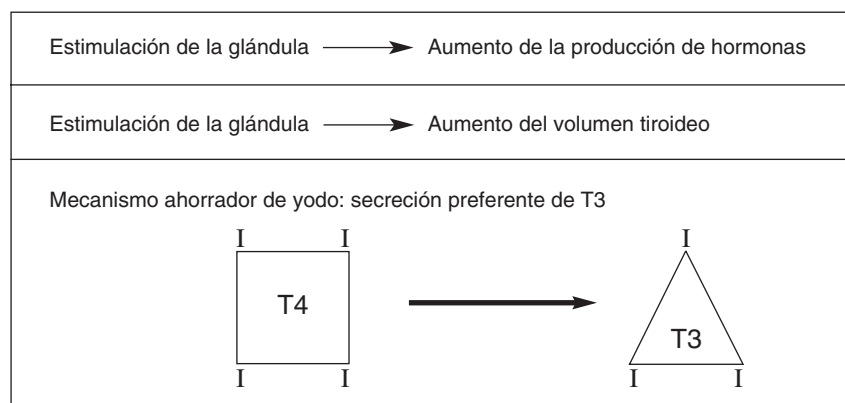 Estimulación de la glándula → Aumento de la producción de hormonas
Estimulación de la glándula → Aumento del volumen tiroideo
Mecanismo ahorrador de yodo: secreción preferente de T3
I I I
T4
T3
I I I I